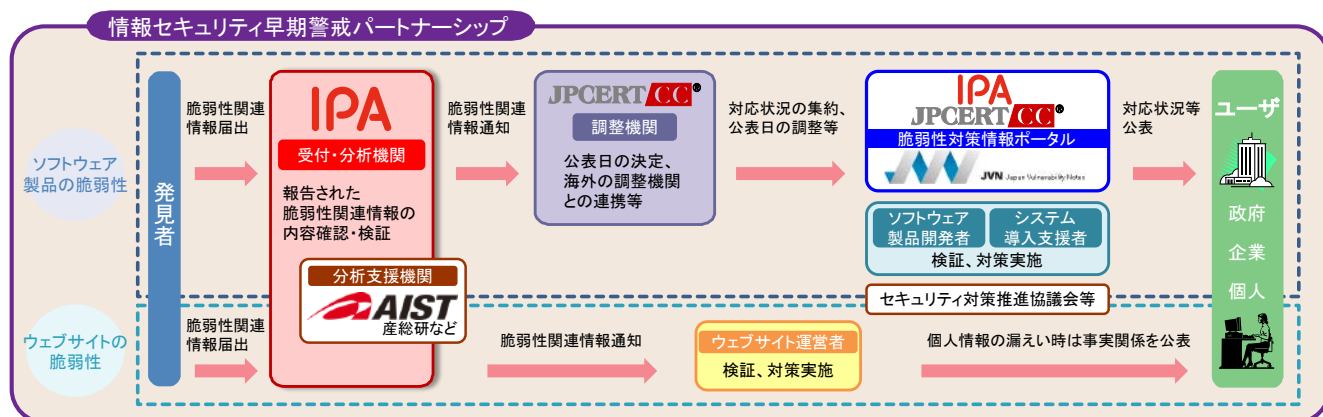 情報セキュリティ早期警戒パートナーシップ
ソフトウェア
製品の脆弱性
発見者
脆弱性関連
情報届出
IPA
受付・分析機関
報告された
脆弱性関連情報の
内容確認・検証
分析支援機関
AIST
産総研など
脆弱性関連
情報通知
JPCERT CC®
調整機関
公表日の決定、
海外の調整機関
との連携等
対応状況の集約、
公表日の調整等
IPA
JPCERT CC®
脆弱性対策情報ポータル
JVN Japan Vulnerability Notes
ソフトウェア
製品開発者
システム
導入支援者
検証、対策実施
セキュリティ対策推進協議会等
対応状況等
公表
ユーザ
政府
企業
個人
ウェブサイトの
脆弱性
脆弱性関連
情報届出
脆弱性関連情報通知
ウェブサイト運営者
検証、対策実施
個人情報の漏えい時は事実関係を公表